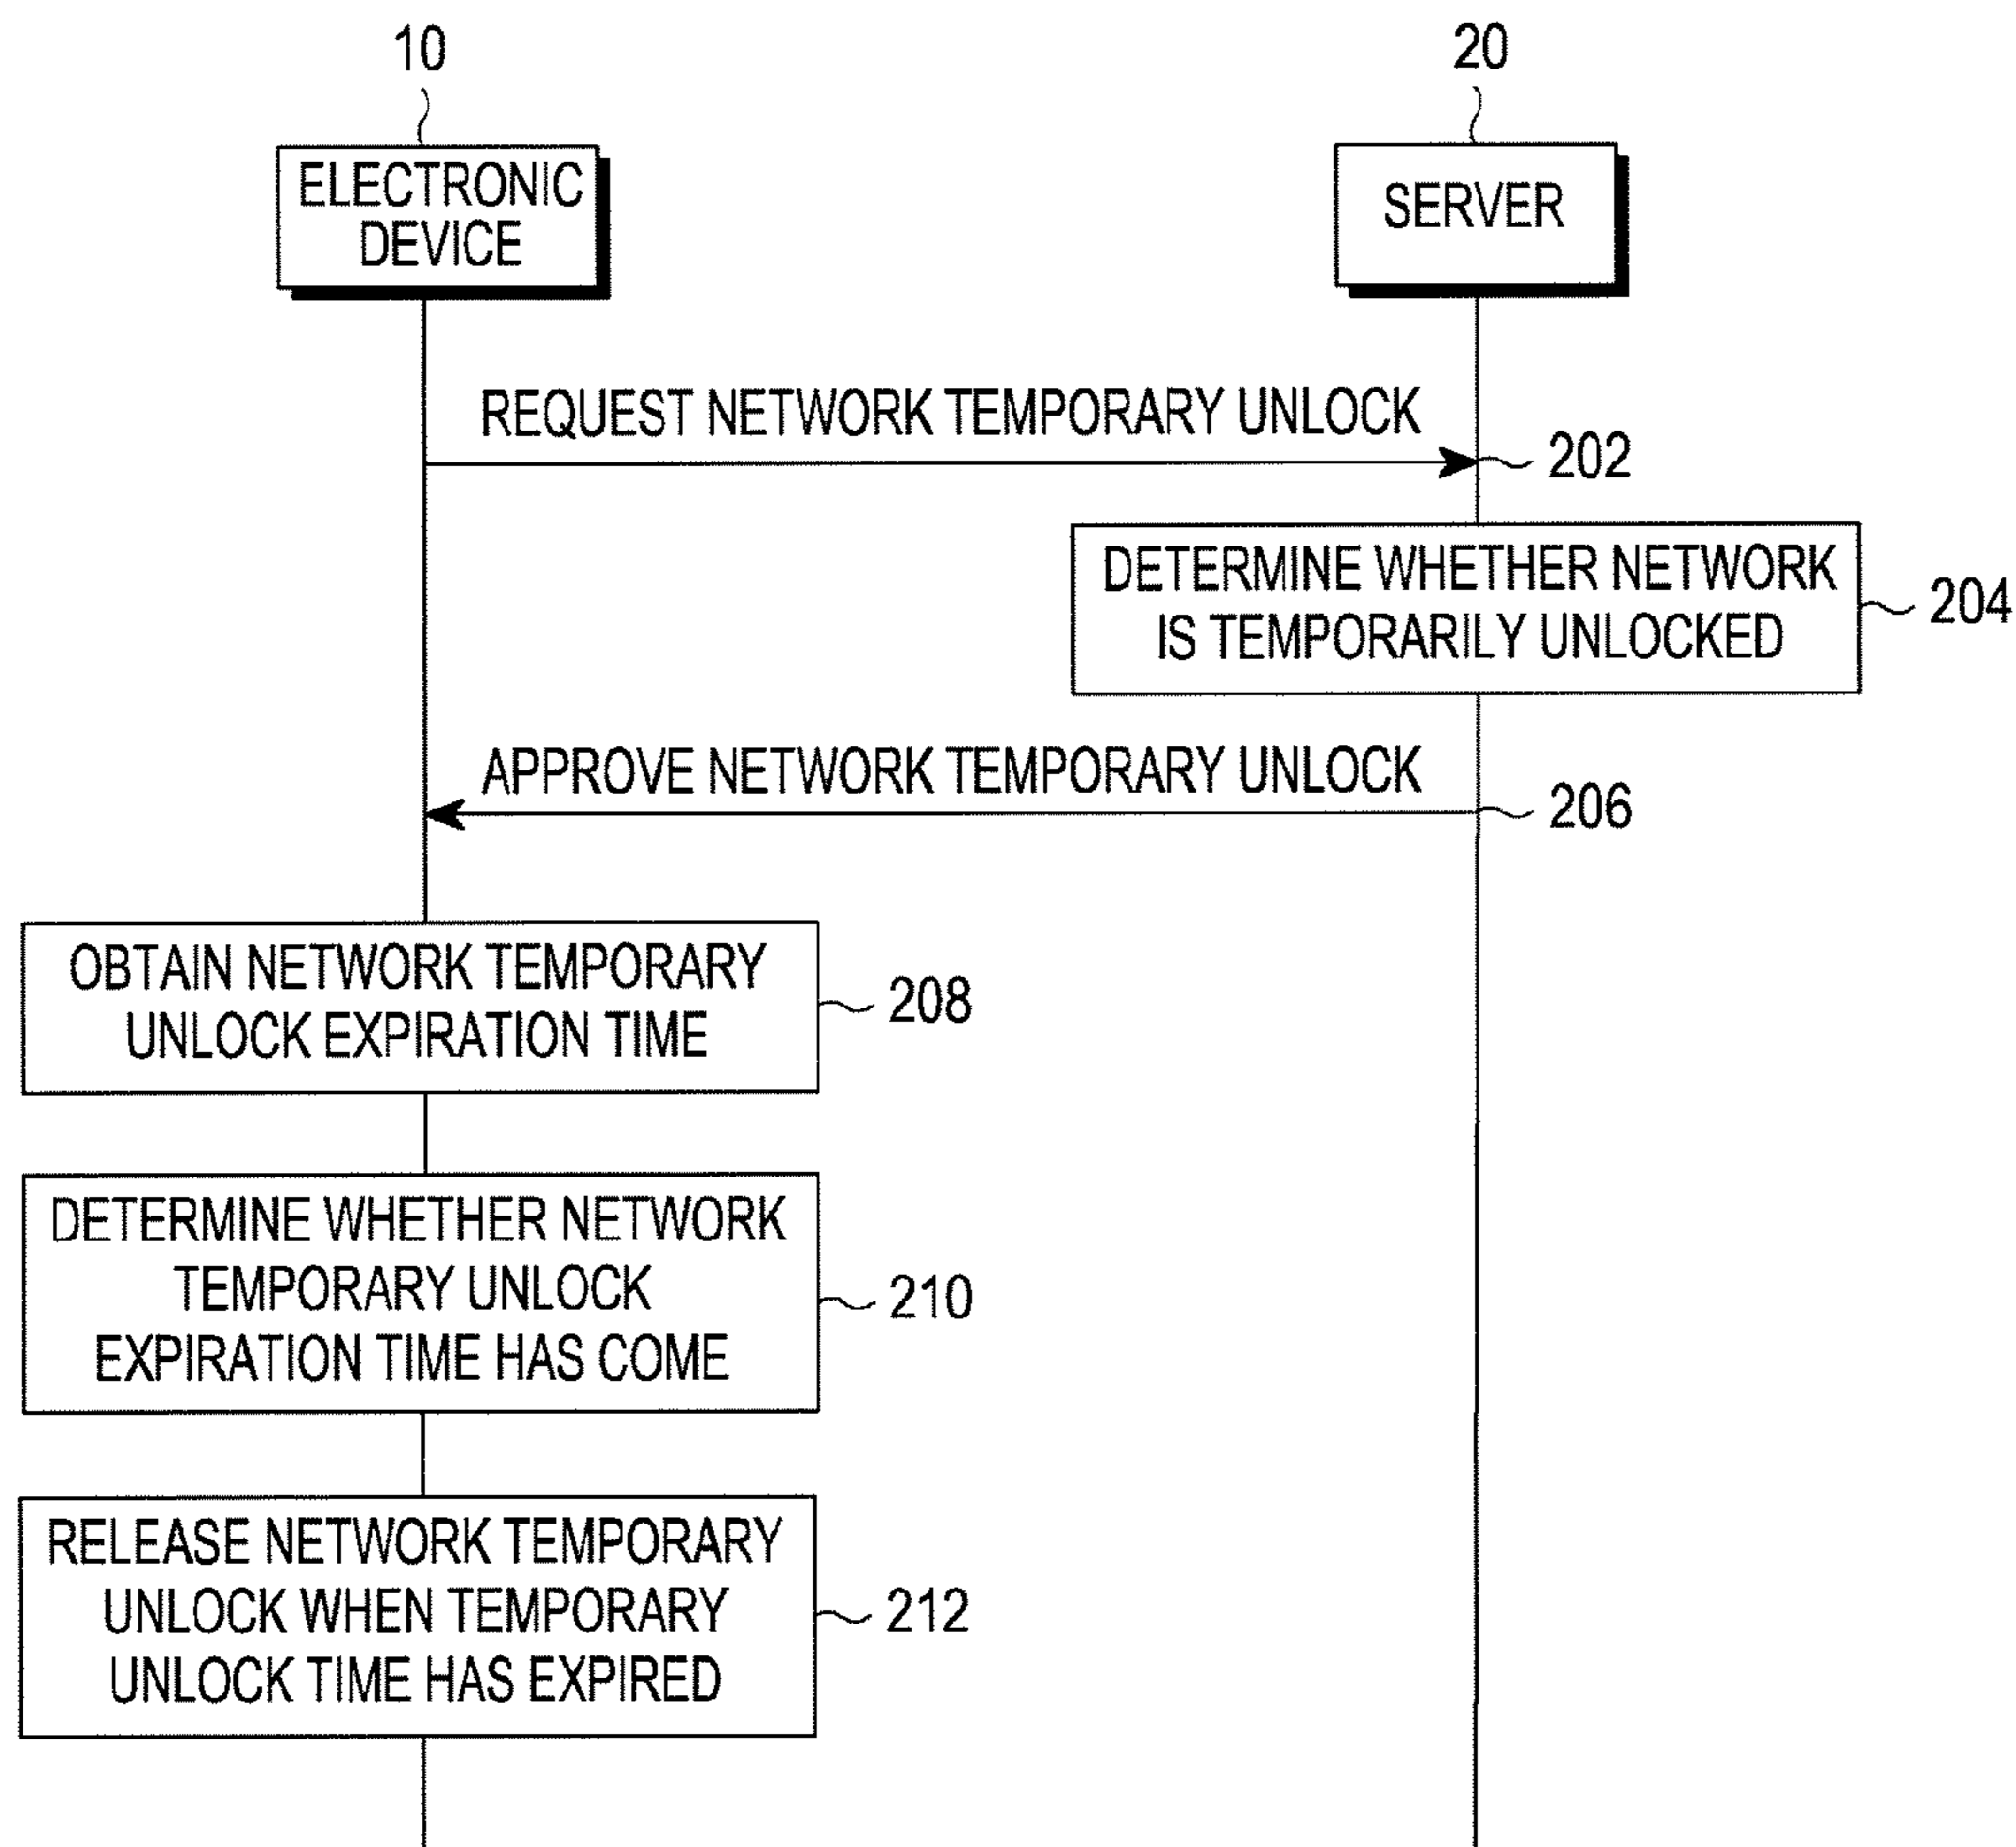 10
20
ELECTRONIC
DEVICE
SERVER
REQUEST NETWORK TEMPORARY UNLOCK
202
DETERMINE WHETHER NETWORK
IS TEMPORARILY UNLOCKED
204
APPROVE NETWORK TEMPORARY UNLOCK
206
OBTAIN NETWORK TEMPORARY
UNLOCK EXPIRATION TIME
208
DETERMINE WHETHER NETWORK
TEMPORARY UNLOCK
EXPIRATION TIME HAS COME
210
RELEASE NETWORK TEMPORARY
UNLOCK WHEN TEMPORARY
UNLOCK TIME HAS EXPIRED
212